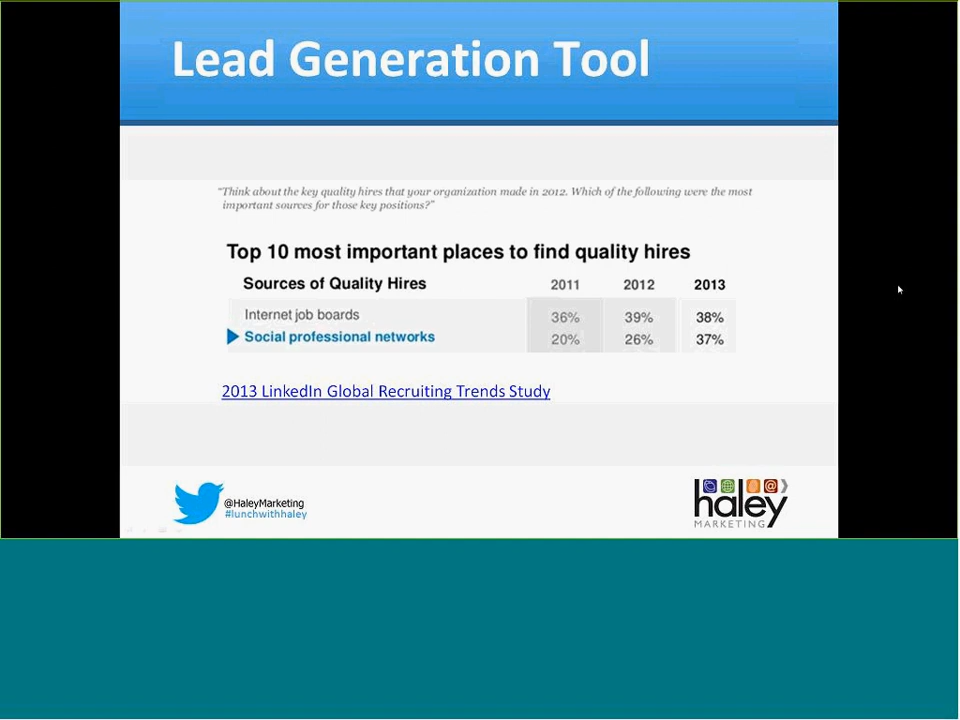 Lead Generation Tool
"Think about the key quality hires that your organization made in 2012. Which of the following were the most
important sources for those key positions?"
Top 10 most important places to find quality hires
Sources of Quality Hires 2011 2012 2013
Internet job boards 36% 39% 38%
Social professional networks 20% 26% 37%
2013 LinkedIn Global Recruiting Trends Study
@HaleyMarketing
#lunchwithhaley
haley
MARKETING